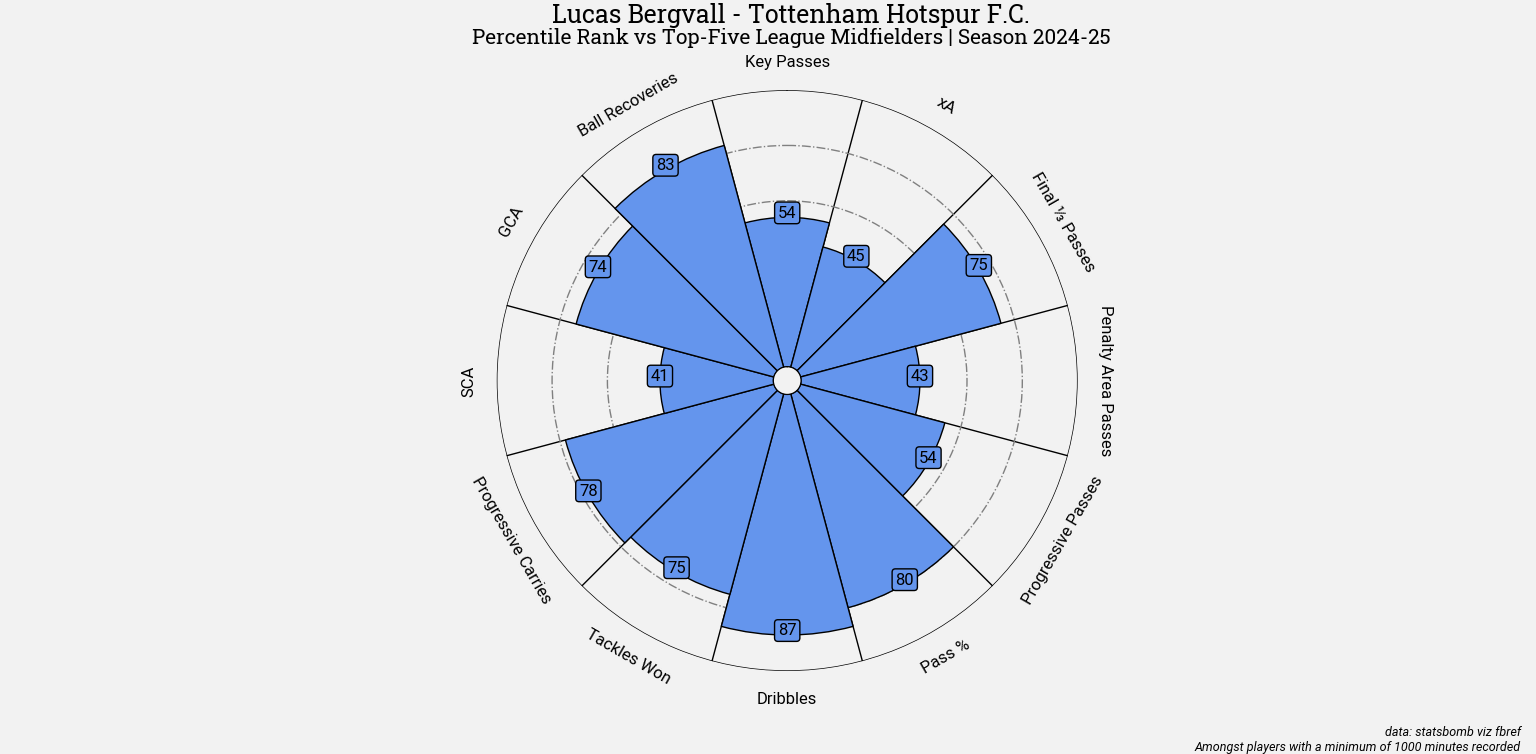 Lucas Bergvall - Tottenham Hotspur F.C.
Percentile Rank vs Top-Five League Midfielders | Season 2024-25
Key Passes
xA
Final ⅓ Passes
Penalty Area Passes
Progressive Passes
Pass %
Dribbles
Tackles Won
Progressive Carries
SCA
GCA
Ball Recoveries
54
45
75
43
54
80
87
75
78
41
74
83
data: statsbomb viz fbref
Amongst players with a minimum of 1000 minutes recorded